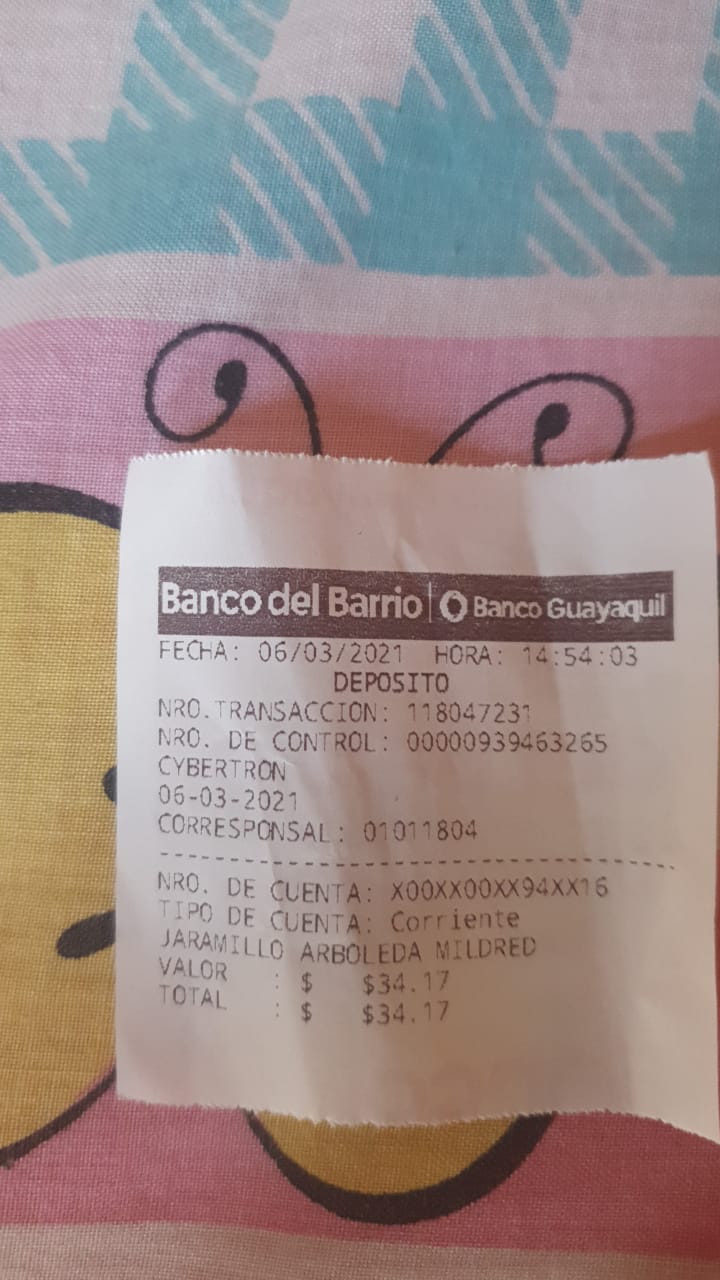 Banco del Barrio | Banco Guayaquil
FECHA: 06/03/2021 HORA: 14:54:03
DEPOSITO
NRO.TRANSACCION: 118047231
NRO. DE CONTROL: 00000939463265
CYBERTRON
06-03-2021
CORRESPONSAL: 01011804
NRO. DE CUENTA: X00XX00XX94XX16
TIPO DE CUENTA: Corriente
JARAMILLO ARBOLEDA MILDRED
VALOR : $ $34.17
TOTAL : $ $34.17